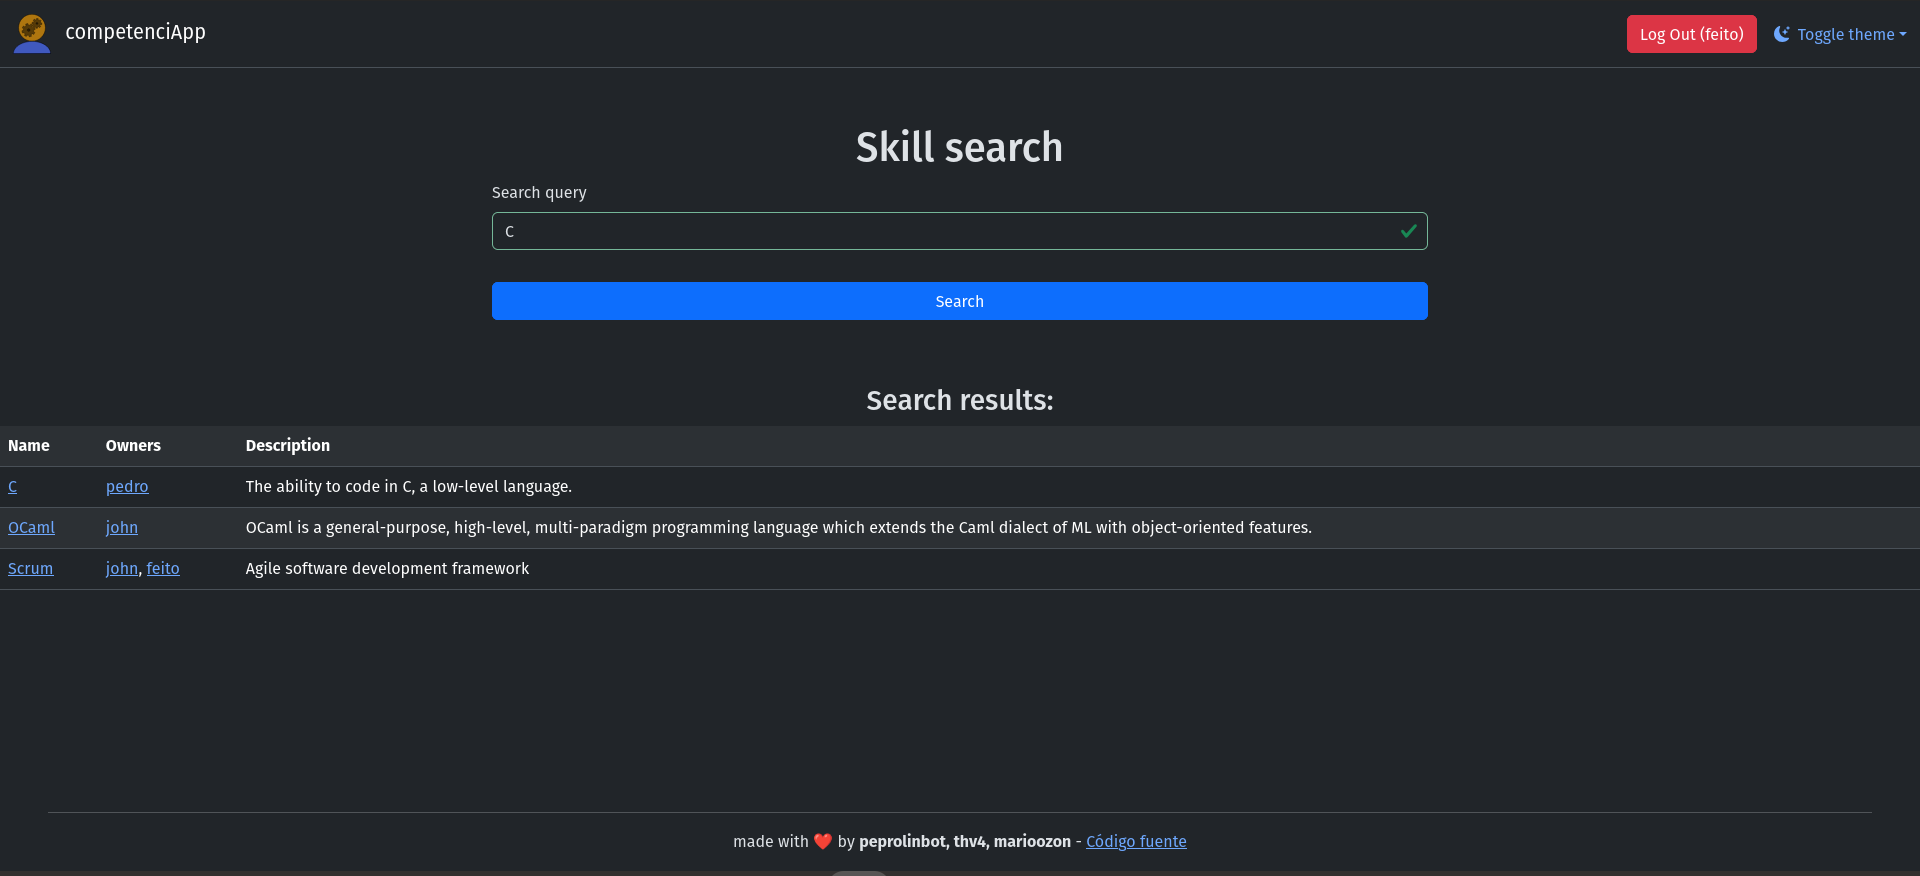 competenciApp
Log Out (feito) Toggle theme
Skill search
Search query
C
Search
Search results:
Name Owners Description
C pedro The ability to code in C, a low-level language.
OCaml john OCaml is a general-purpose, high-level, multi-paradigm programming language which extends the Caml dialect of ML with object-oriented features.
Scrum john, feito Agile software development framework
made with ❤️ by peprolinbot, thv4, marioozon - Código fuente